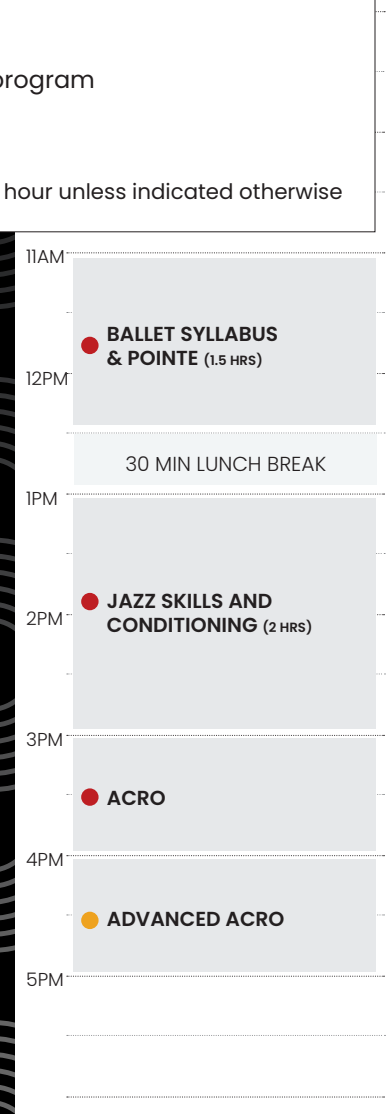 program
hour unless indicated otherwise
11AM
BALLET SYLLABUS
& POINTE (1.5 HRS)
12PM
30 MIN LUNCH BREAK
1PM
JAZZ SKILLS AND
2PM
CONDITIONING (2 HRS)
3PM
ACRO
4PM
ADVANCED ACRO
5PM